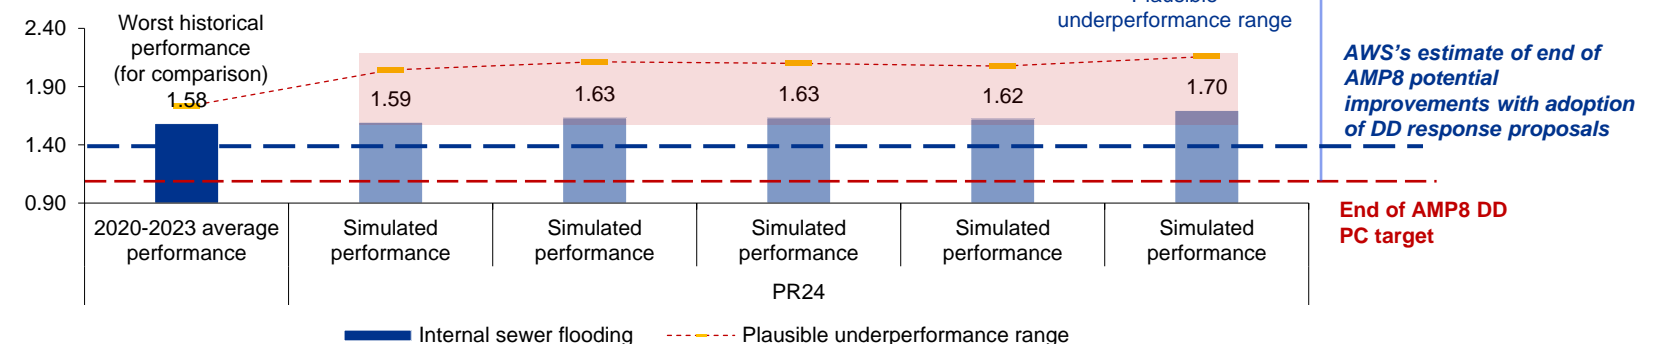 Plausible
underperformance range
2.40
1.90
1.40
0.90
Worst historical
performance
(for comparison)
1.58
1.59
1.63
1.63
1.62
1.70
AWS's estimate of end of
AMP8 potential
improvements with adoption
of DD response proposals
End of AMP8 DD
PC target
2020-2023 average
performance
Simulated
performance
Simulated
performance
Simulated
performance
Simulated
performance
Simulated
performance
PR24
Internal sewer flooding
Plausible underperformance range